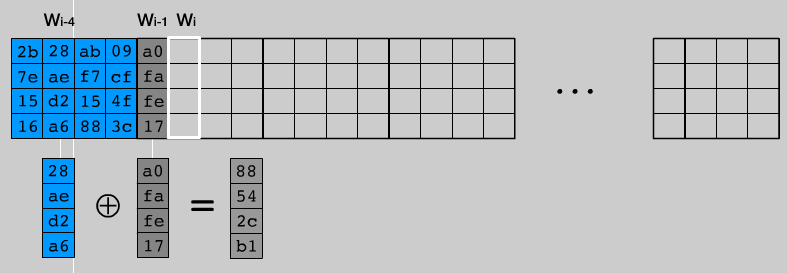 Wi-4 Wi-1 Wi
2b 28 ab 09 a0
7e ae f7 cf fa
15 d2 15 4f fe
16 a6 88 3c 17
...
28 a0 88
ae fa 54
d2 ⊕ fe = 2c
a6 17 b1